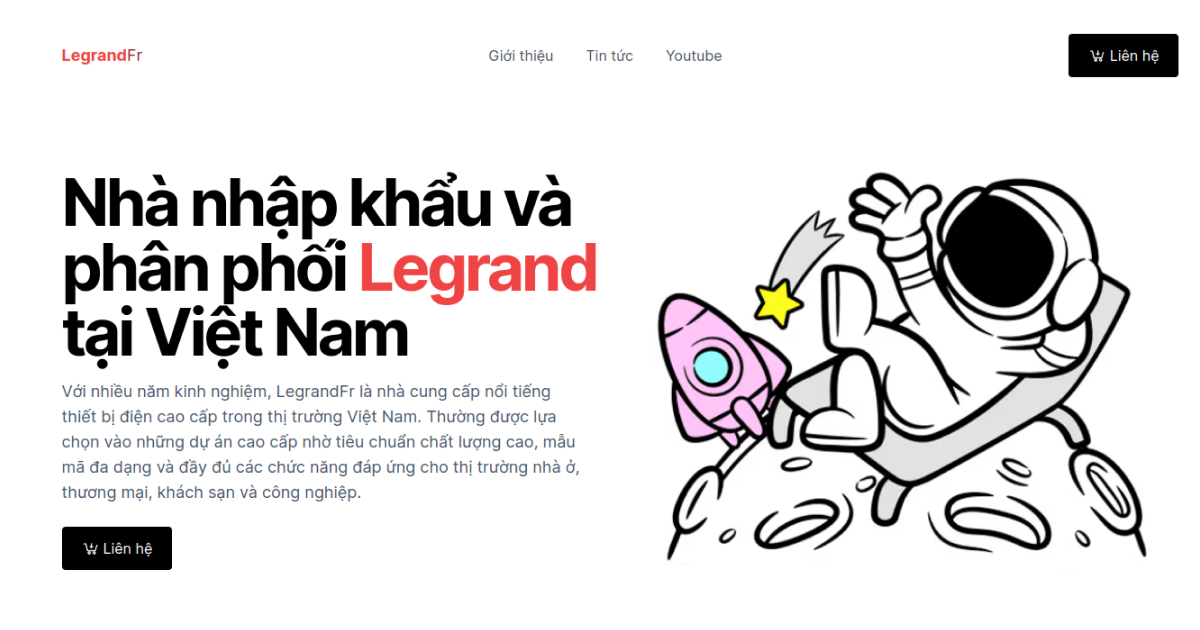 LegrandFr
Giới thiệu
Tin tức
Youtube
Liên hệ
Nhà nhập khẩu và
phân phối Legrand
tại Việt Nam
Với nhiều năm kinh nghiệm, LegrandFr là nhà cung cấp nổi tiếng
thiết bị điện cao cấp trong thị trường Việt Nam. Thường được lựa
chọn vào những dự án cao cấp nhờ tiêu chuẩn chất lượng cao, mẫu
mã đa dạng và đầy đủ các chức năng đáp ứng cho thị trường nhà ở,
thương mại, khách sạn và công nghiệp.
Liên hệ